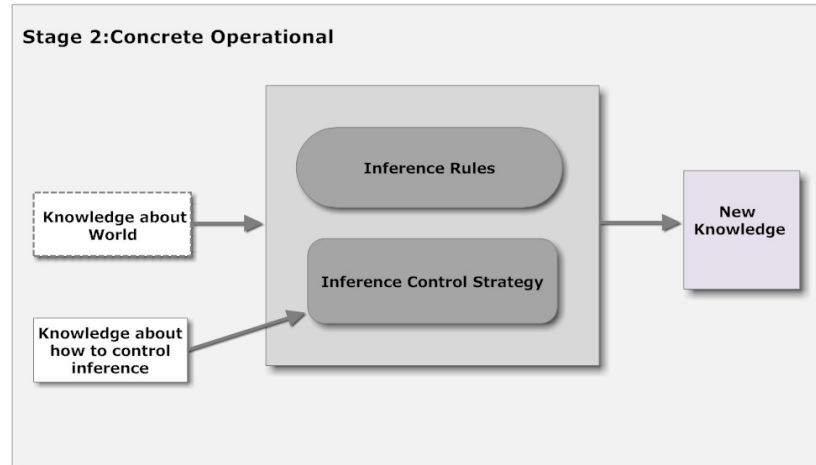 Stage 2:Concrete Operational
Inference Rules
Knowledge about
World
New
Knowledge
Inference Control Strategy
Knowledge about
how to control
inference